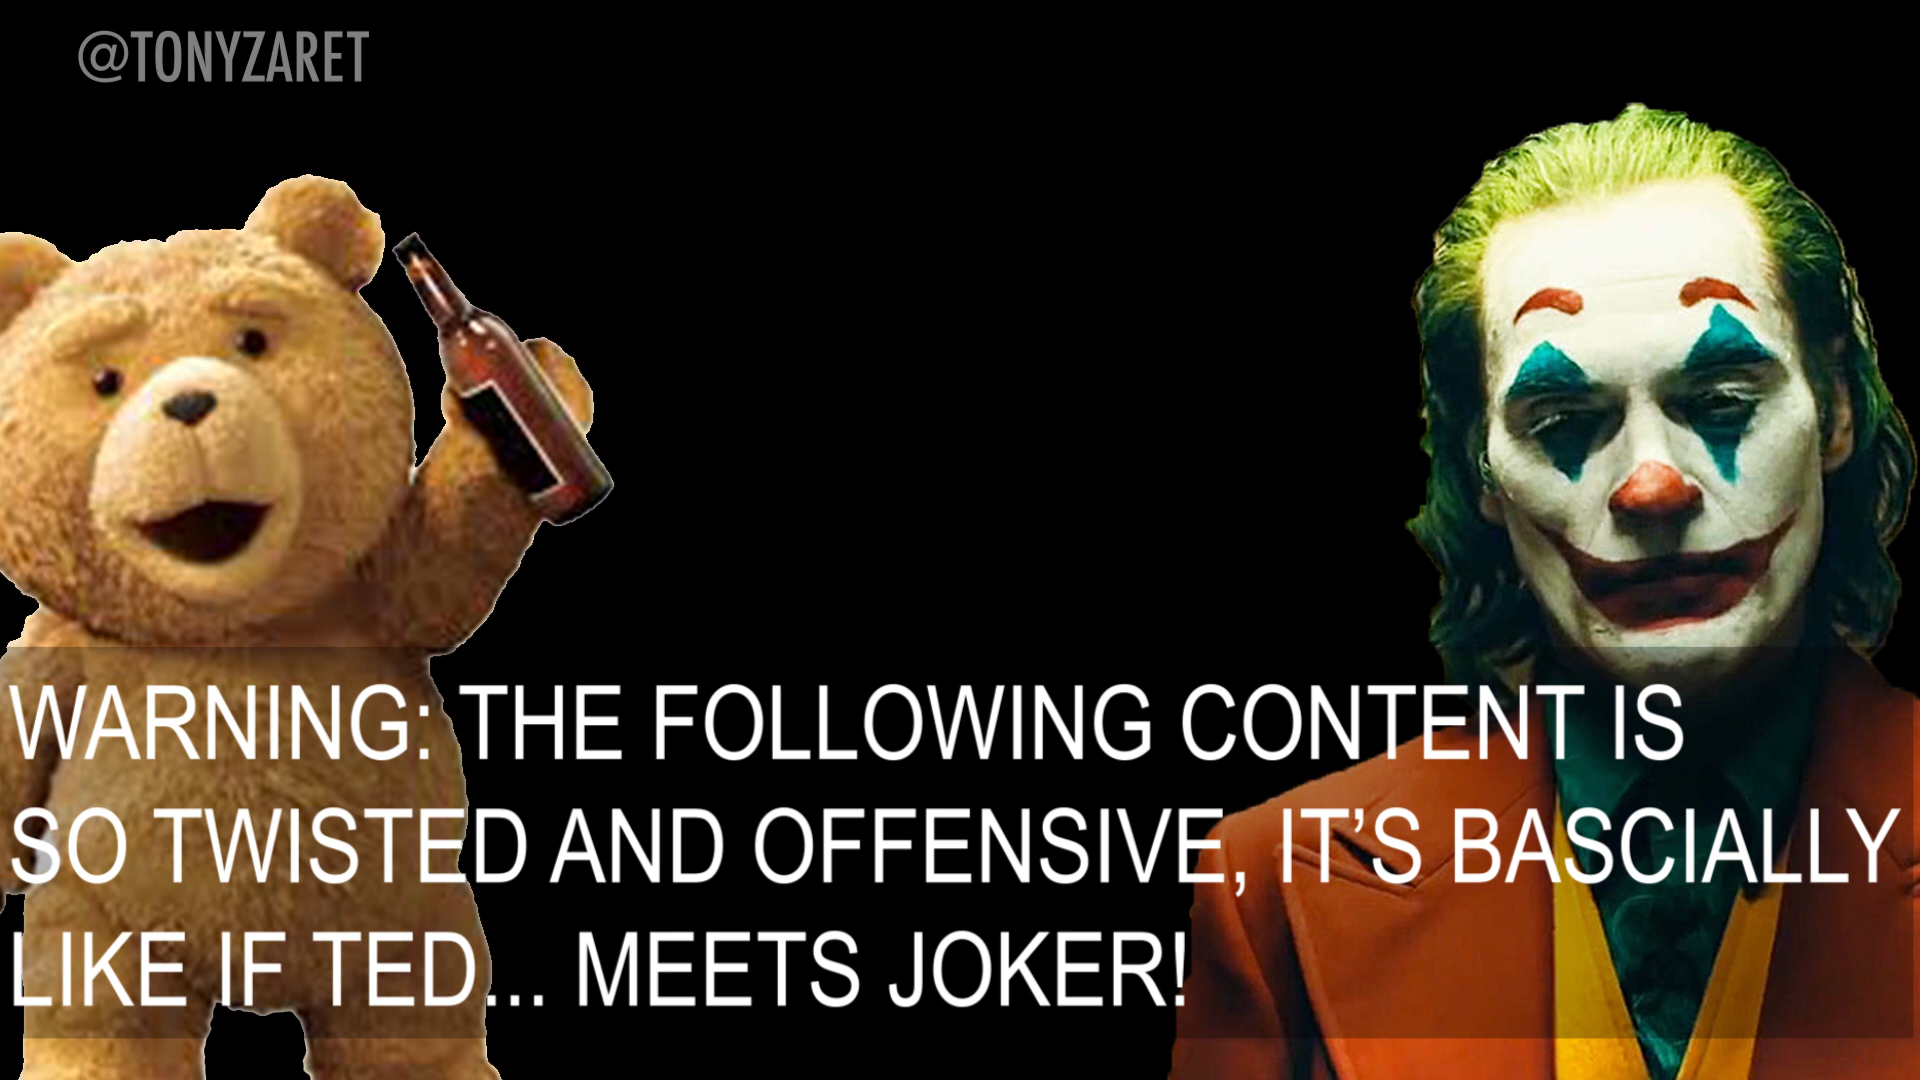 @TONYZARET
WARNING: THE FOLLOWING CONTENT IS
SO TWISTED AND OFFENSIVE, IT’S BASCIALLY
LIKE IF TED... MEETS JOKER!